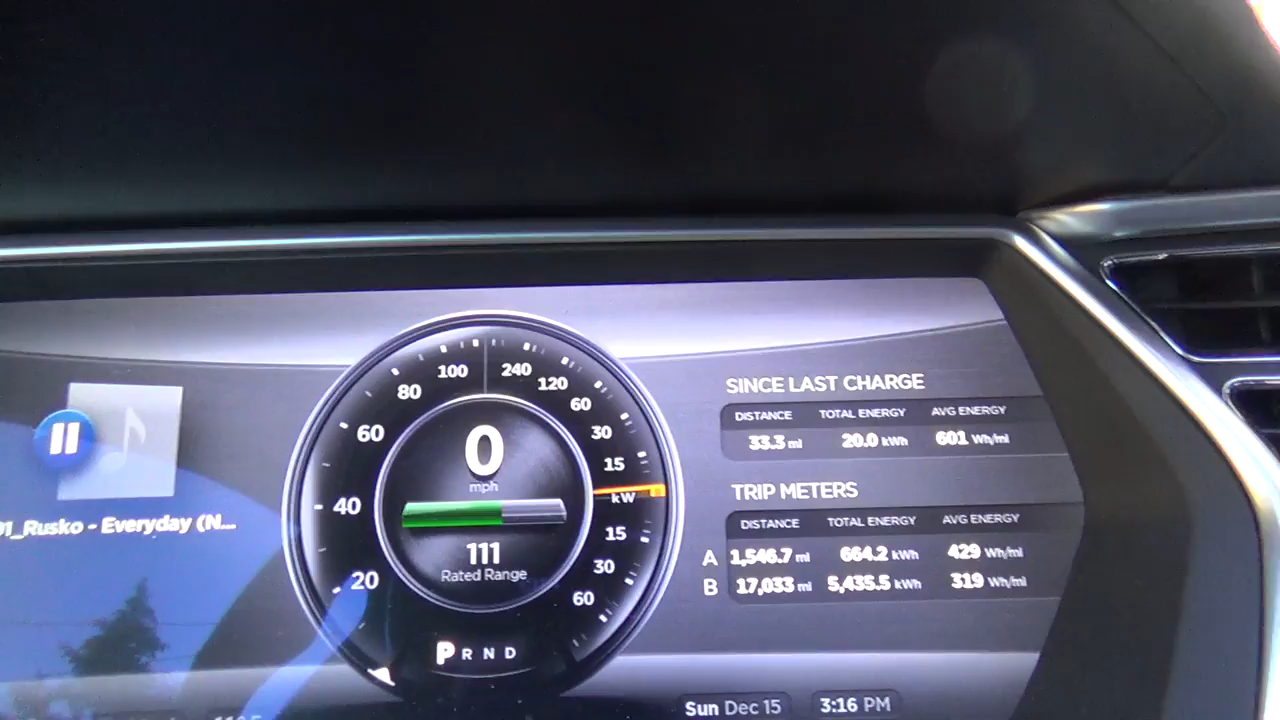 01_Rusko - Everyday (N...
100 240
80 120
60 60
30
15
40 kW
15
30
20 60
0
mph
111
Rated Range
P R N D
SINCE LAST CHARGE
DISTANCE TOTAL ENERGY AVG ENERGY
33.3 mi 20.0 kWh 601 Wh/mi
TRIP METERS
DISTANCE TOTAL ENERGY AVG ENERGY
A 1,546.7 mi 664.2 kWh 429 Wh/mi
B 17,033 mi 5,435.5 kWh 319 Wh/mi
Sun Dec 15 3:16 PM